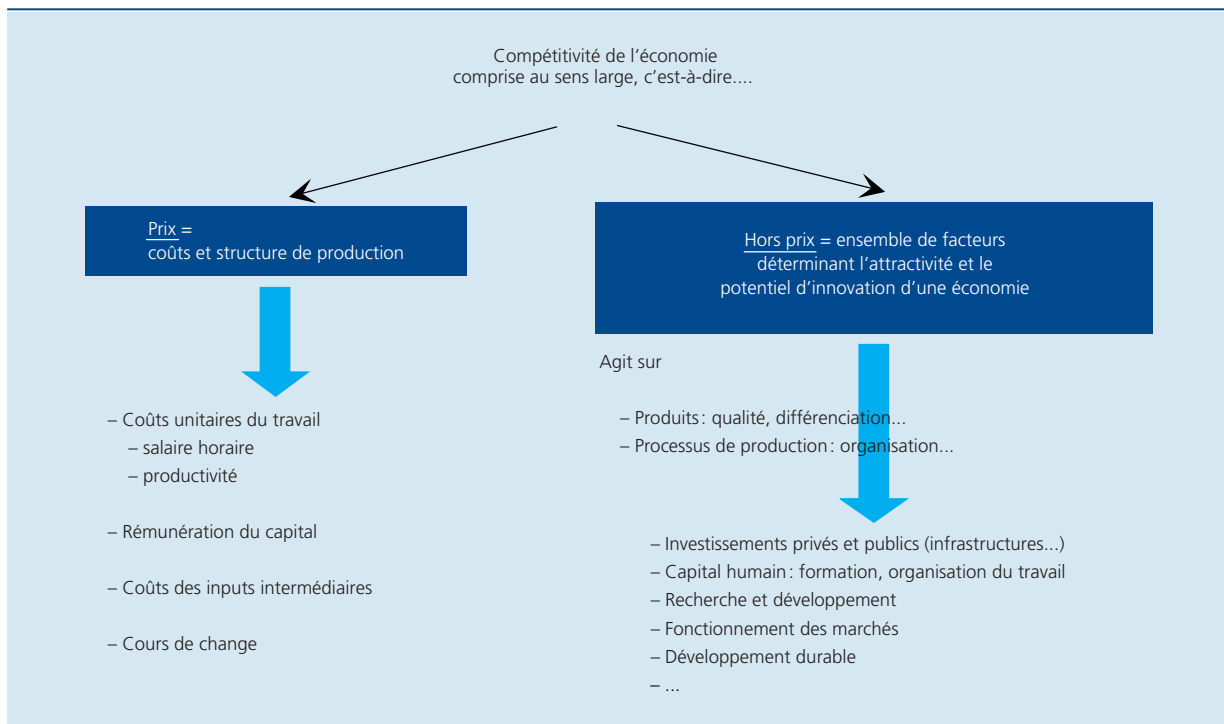 Compétitivité de l'économie
comprise au sens large, c'est-à-dire....
Prix =
coûts et structure de production
Hors prix = ensemble de facteurs
déterminant l'attractivité et le
potentiel d'innovation d'une économie
– Coûts unitaires du travail
– salaire horaire
– productivité
– Rémunération du capital
– Coûts des inputs intermédiaires
– Cours de change
Agit sur
– Produits : qualité, différenciation...
– Processus de production : organisation...
– Investissements privés et publics (infrastructures...)
– Capital humain : formation, organisation du travail
– Recherche et développement
– Fonctionnement des marchés
– Développement durable
– ...